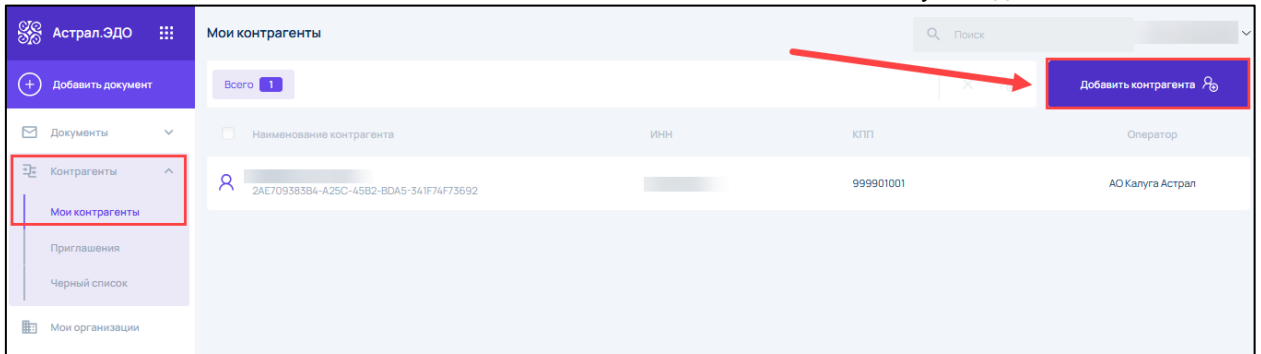 Астрал.ЭДО
Мои контрагенты
Поиск
Добавить документ
Всего 1
Добавить контрагента
Документы
Наименование контрагента
ИНН
КПП
Оператор
Контрагенты
2AE709383B4-A25C-45B2-BDA5-341F74F73692
999901001
АО Калуга Астрал
Мои контрагенты
Приглашения
Черный список
Мои организации